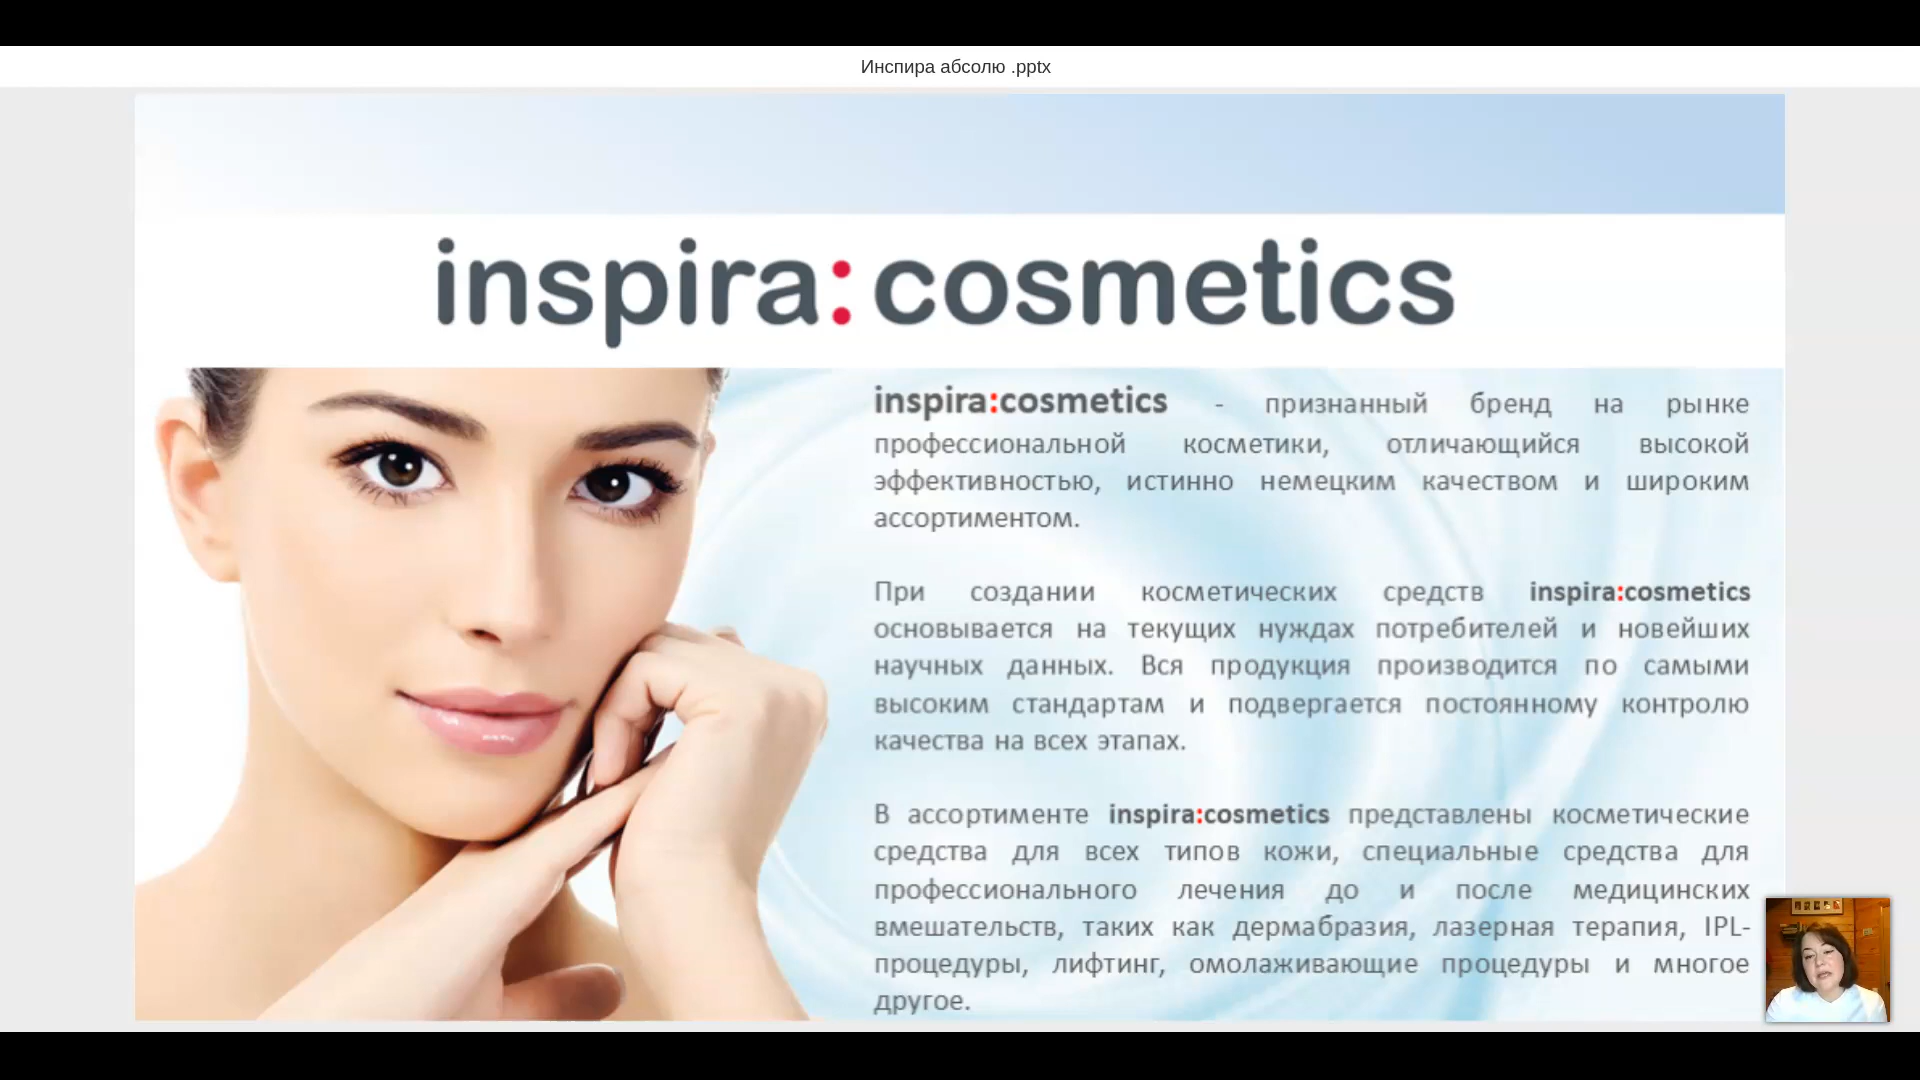 Инспира абсолю .pptx
inspira:cosmetics
inspira:cosmetics - признанный бренд на рынке
профессиональной косметики, отличающийся высокой
эффективностью, истинно немецким качеством и широким
ассортиментом.
При создании косметических средств inspira:cosmetics
основывается на текущих нуждах потребителей и новейших
научных данных. Вся продукция производится по самыми
высоким стандартам и подвергается постоянному контролю
качества на всех этапах.
В ассортименте inspira:cosmetics представлены косметические
средства для всех типов кожи, специальные средства для
профессионального лечения до и после медицинских
вмешательств, таких как дермабразия, лазерная терапия, IPL-
процедуры, лифтинг, омолаживающие процедуры и многое
другое.